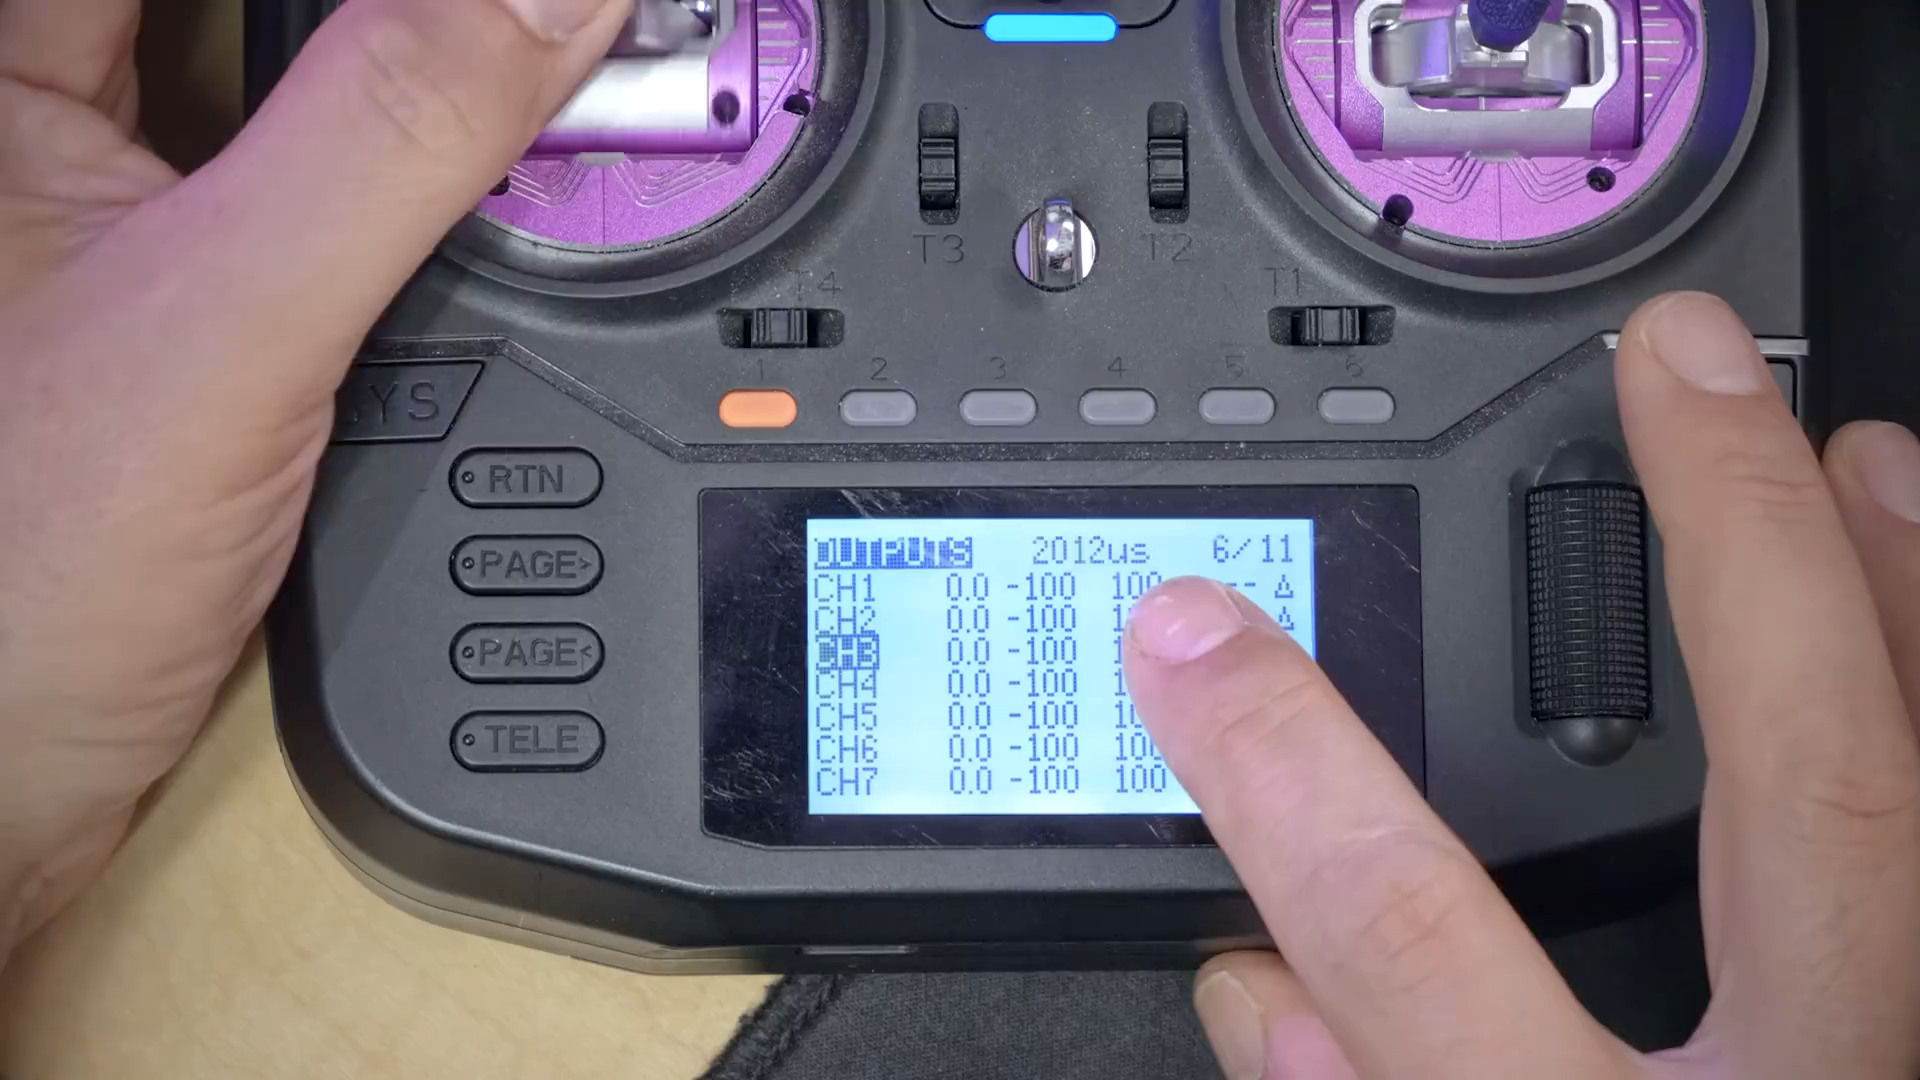 T3
T2
T4
T1
1 2 3 4 5 6
SYS
RTN
PAGE>
PAGE<
TELE
OUTPUTS 2012us 6/11
CH1 0.0 -100 100 -- Δ
CH2 0.0 -100 Δ
CH3 0.0 -100
CH4 0.0 -100
CH5 0.0 -100
CH6 0.0 -100 100
CH7 0.0 -100 100